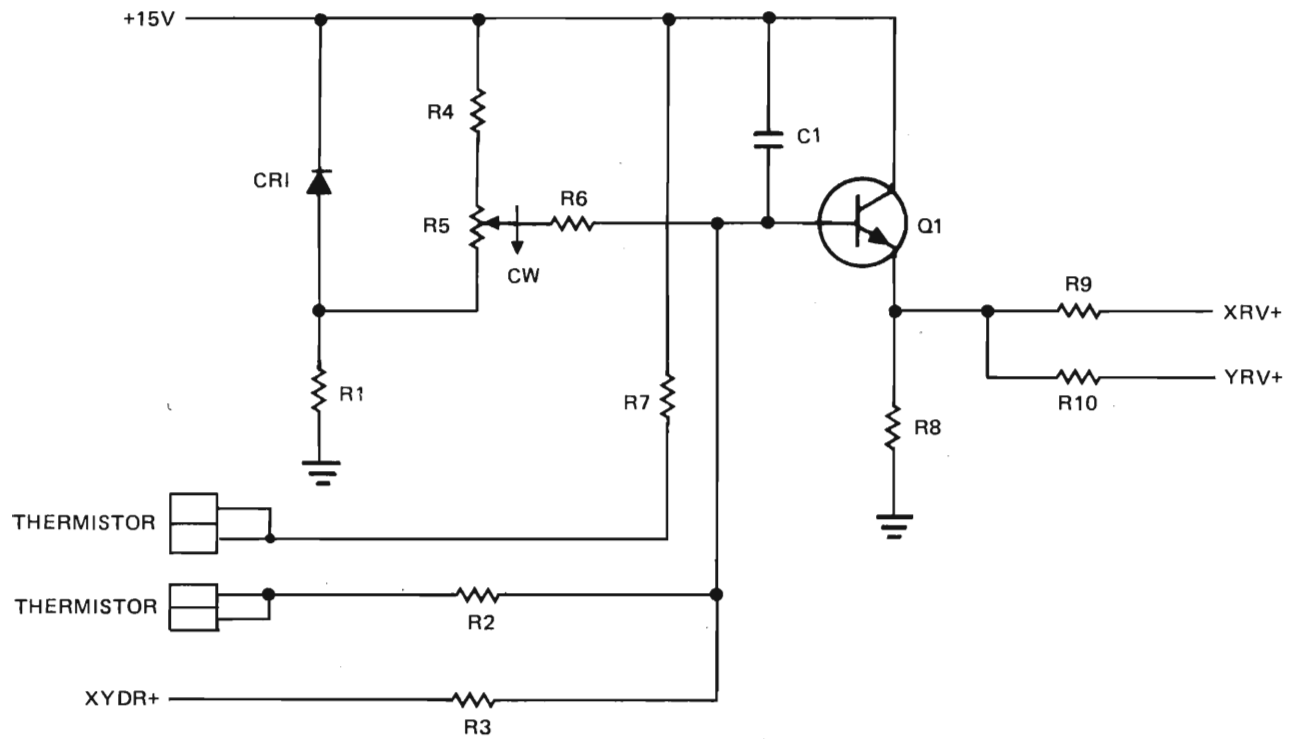 +15V
R4
C1
CRI
R6
R5
Q1
CW
R9
XRV+
R1
R7
YRV+
R10
R8
THERMISTOR
THERMISTOR
R2
XYDR+
R3